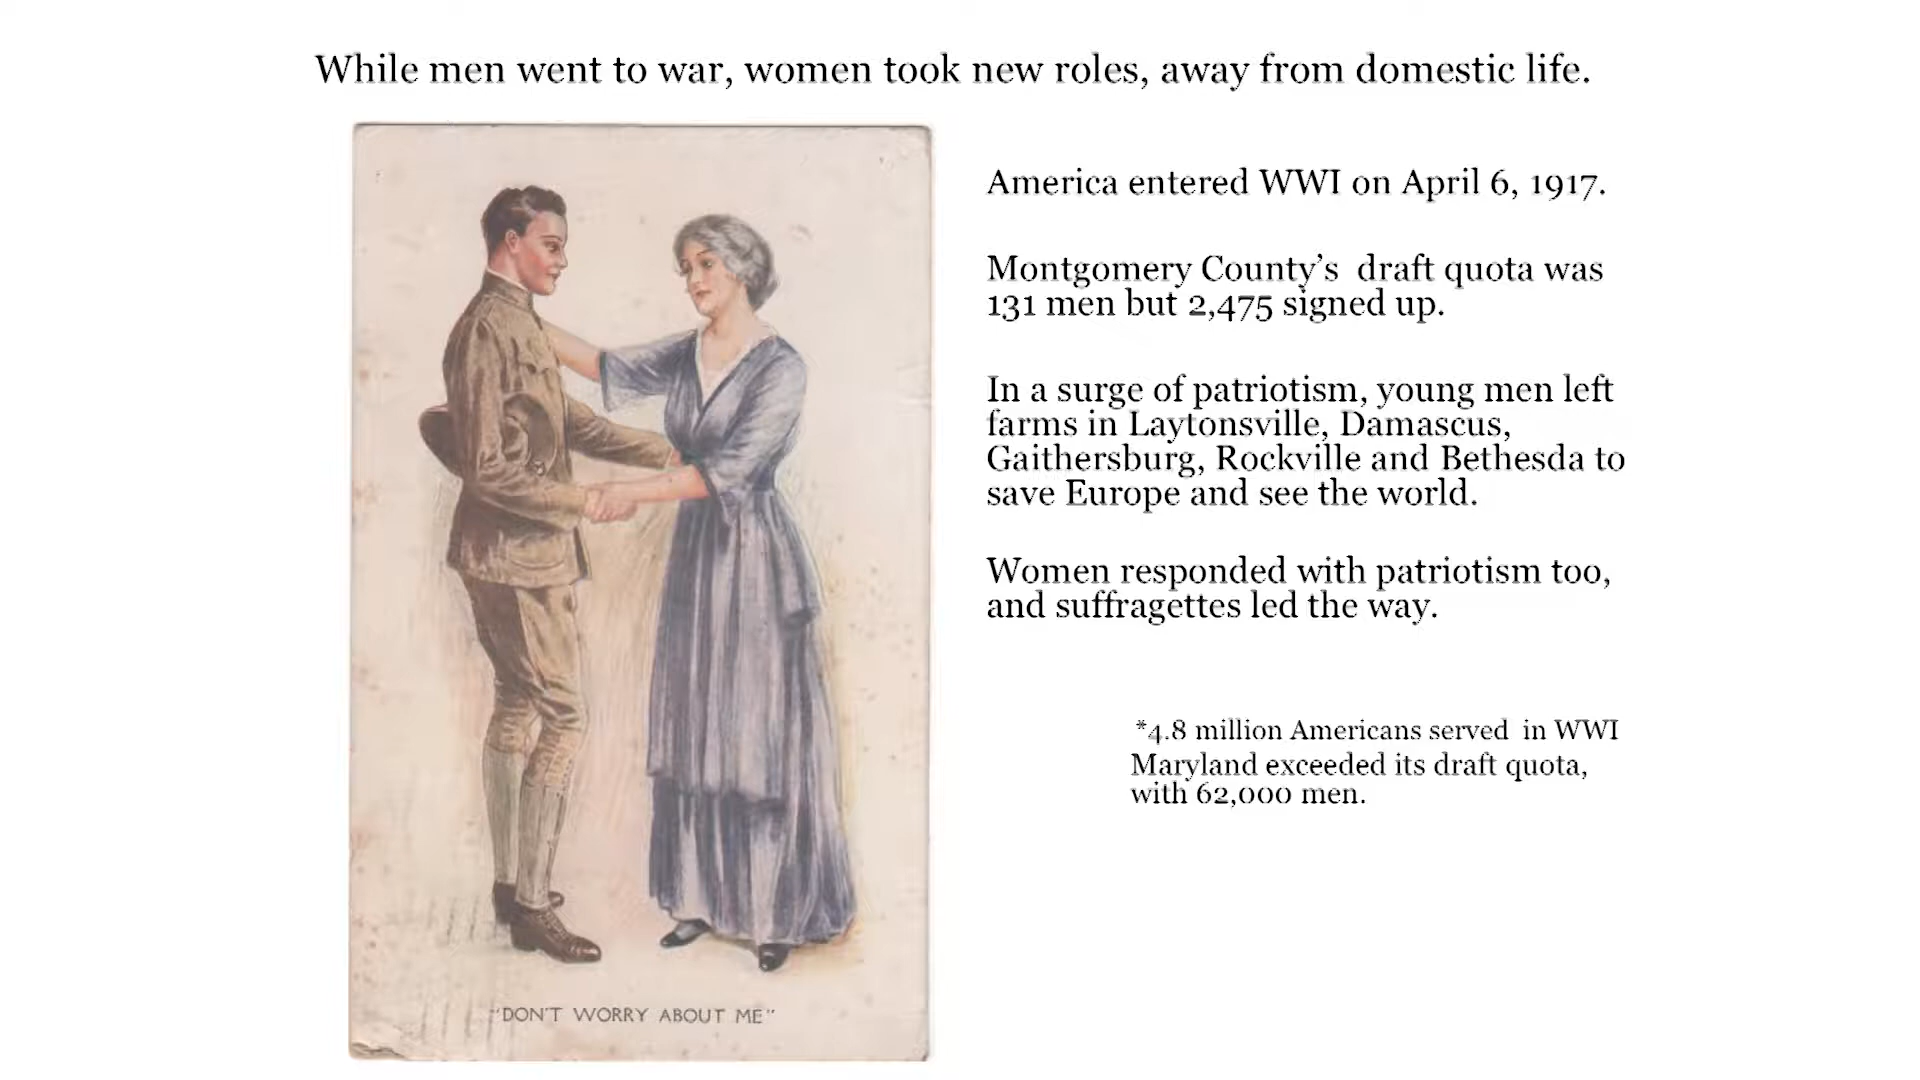 While men went to war, women took new roles, away from domestic life.
America entered WWI on April 6, 1917.
Montgomery County's  draft quota was
131 men but 2,475 signed up.
In a surge of patriotism, young men left
farms in Laytonsville, Damascus,
Gaithersburg, Rockville and Bethesda to
save Europe and see the world.
Women responded with patriotism too,
and suffragettes led the way.
*4.8 million Americans served  in WWI
Maryland exceeded its draft quota,
with 62,000 men.
"DON'T WORRY ABOUT ME"